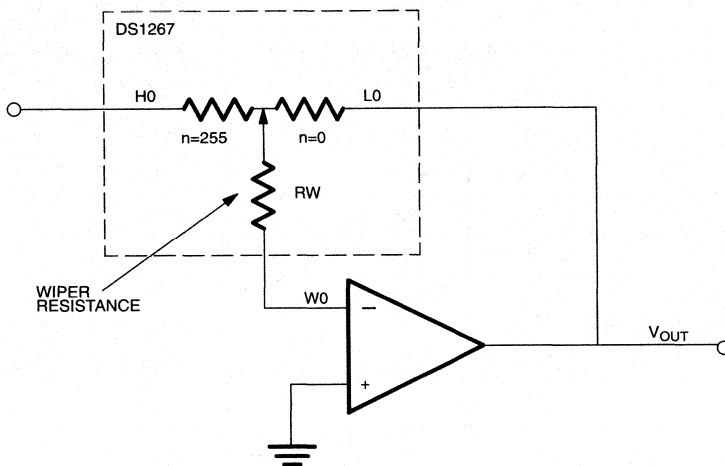 DS1267
H0
L0
n=255
n=0
RW
WIPER
RESISTANCE
W0
−
+
VOUT